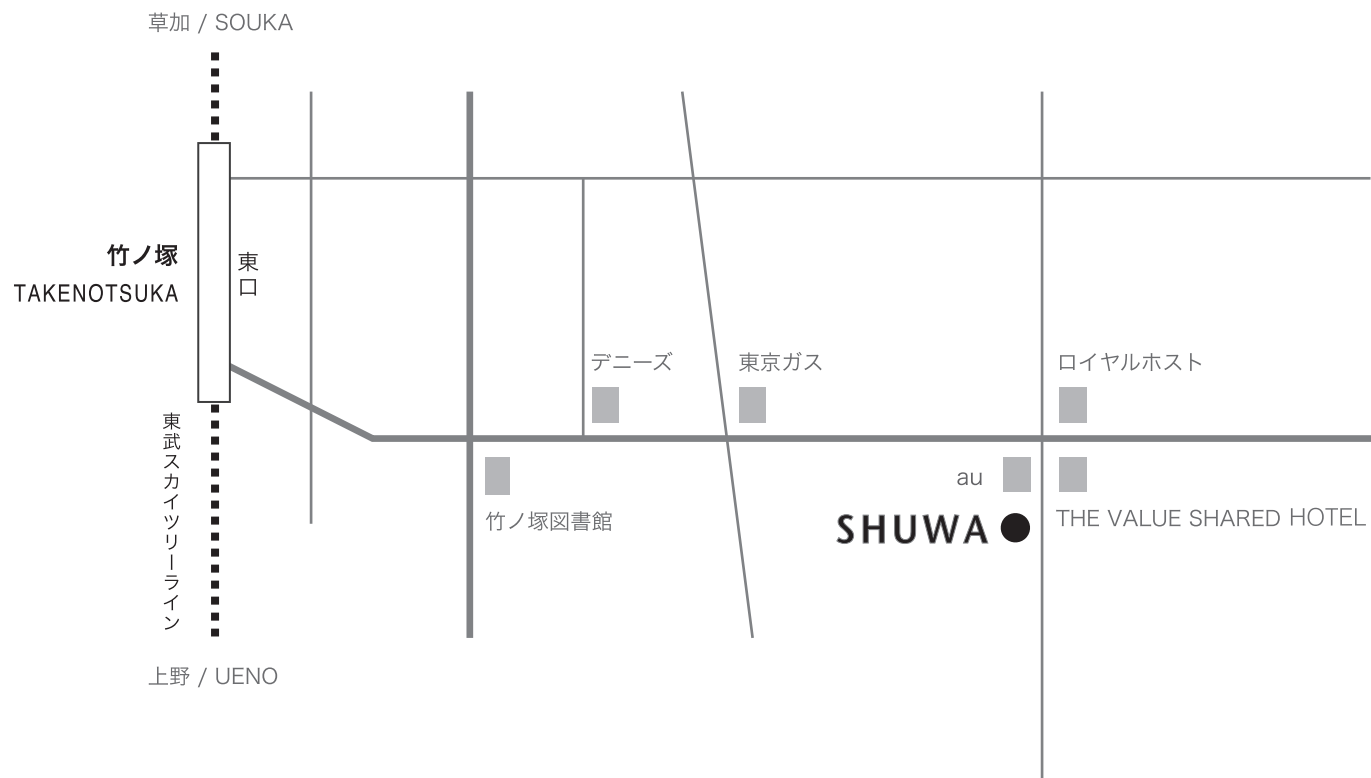 草加 / SOUKA
竹ノ塚
TAKENOTSUKA
東口
デニーズ
東京ガス
ロイヤルホスト
東武スカイツリーライン
au
竹ノ塚図書館
SHUWA
THE VALUE SHARED HOTEL
上野 / UENO